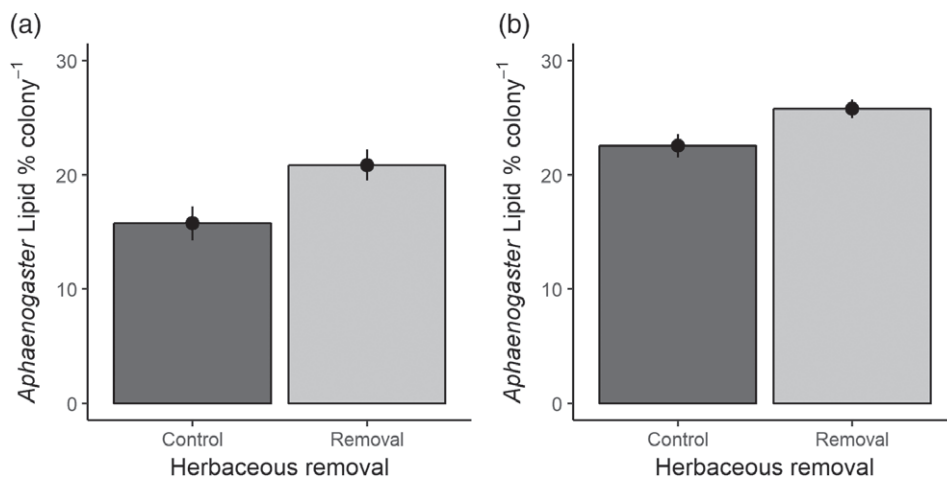 (a)
Aphaenogaster Lipid % colony⁻¹
30
20
10
0
Control Removal
Herbaceous removal
(b)
Aphaenogaster Lipid % colony⁻¹
30
20
10
0
Control Removal
Herbaceous removal